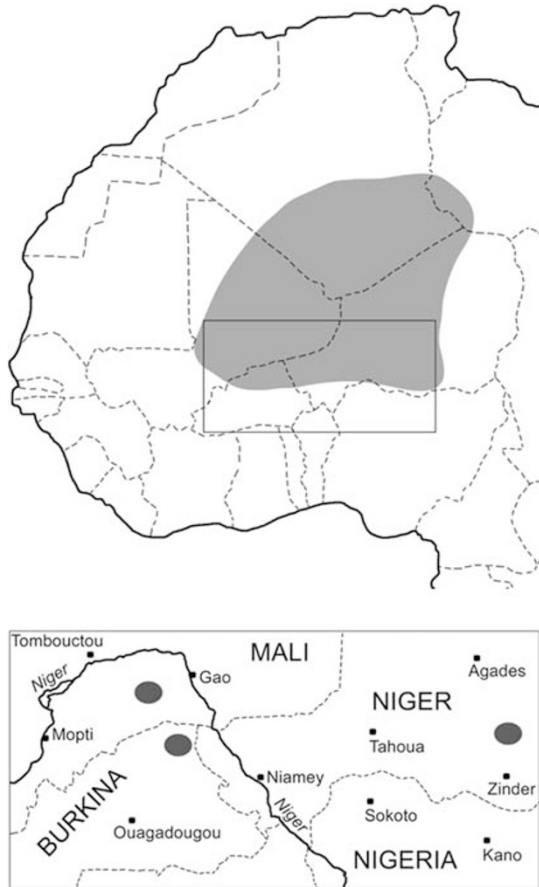 Tombouctou
MALI
Niger
Gao
Agades
NIGER
Mopti
Tahoua
BURKINA
Niamey
Zinder
Niger
Sokoto
Ouagadougou
NIGERIA
Kano